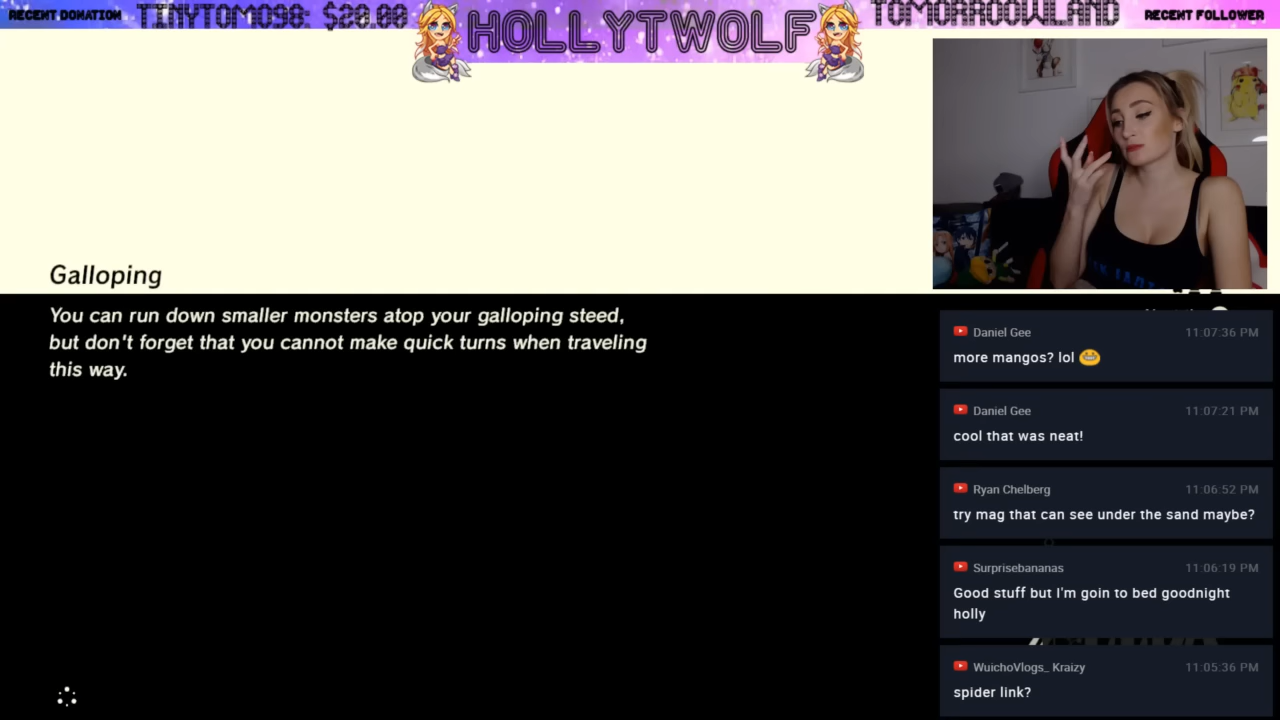 RECENT DONATION
TINYTOMO98: $20.00
HOLLYTWOLF
TOMORROOWLAND
RECENT FOLLOWER
Galloping
You can run down smaller monsters atop your galloping steed,
but don't forget that you cannot make quick turns when traveling
this way.
Daniel Gee 11:07:36 PM
more mangos? lol
Daniel Gee 11:07:21 PM
cool that was neat!
Ryan Chelberg 11:06:52 PM
try mag that can see under the sand maybe?
Surprisebananas 11:06:19 PM
Good stuff but I'm goin to bed goodnight
holly
WuichoVlogs_ Kraizy 11:05:36 PM
spider link?